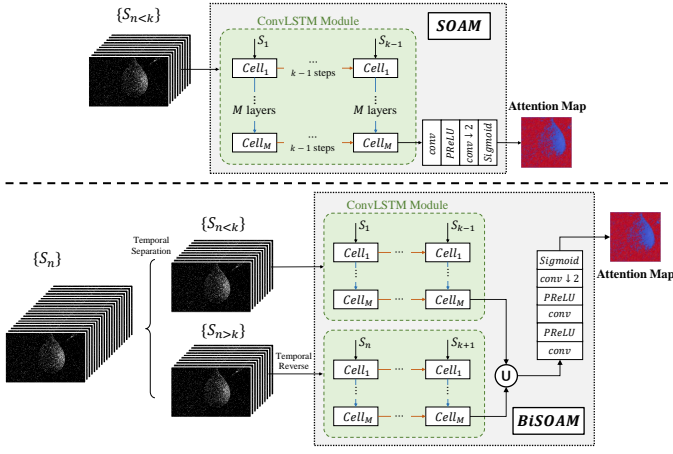 {S_{n<k}}
ConvLSTM Module
SOAM
S_1
S_{k-1}
Cell_1
...
k − 1 steps
Cell_1
⋮
M layers
⋮
M layers
Cell_M
...
k − 1 steps
Cell_M
conv
PReLU
conv ↓ 2
Sigmoid
Attention Map
{S_n}
Temporal
Separation
{S_{n<k}}
{S_{n>k}}
Temporal
Reverse
ConvLSTM Module
S_1
S_{k-1}
Cell_1
...
Cell_1
...
...
Cell_M
...
Cell_M
S_n
S_{k+1}
Cell_1
...
Cell_1
...
...
Cell_M
...
Cell_M
U
Sigmoid
conv ↓ 2
PReLU
conv
PReLU
conv
Attention Map
BiSOAM